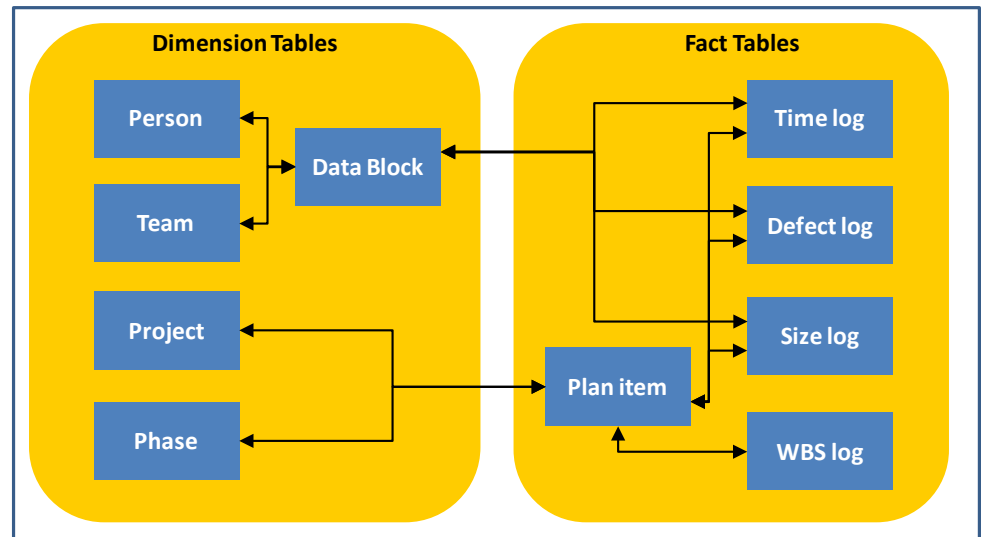 Dimension Tables
Fact Tables
Person
Time log
Data Block
Team
Defect log
Project
Size log
Plan item
Phase
WBS log